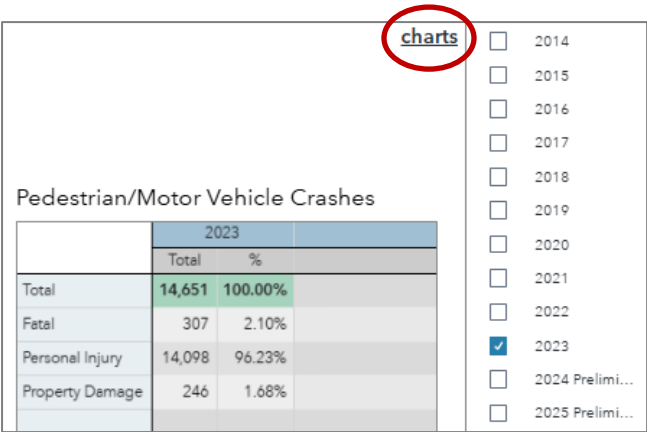 charts
Pedestrian/Motor Vehicle Crashes
2023
Total %
Total 14,651 100.00%
Fatal 307 2.10%
Personal Injury 14,098 96.23%
Property Damage 246 1.68%
2014
2015
2016
2017
2018
2019
2020
2021
2022
2023
2024 Prelimi...
2025 Prelimi...